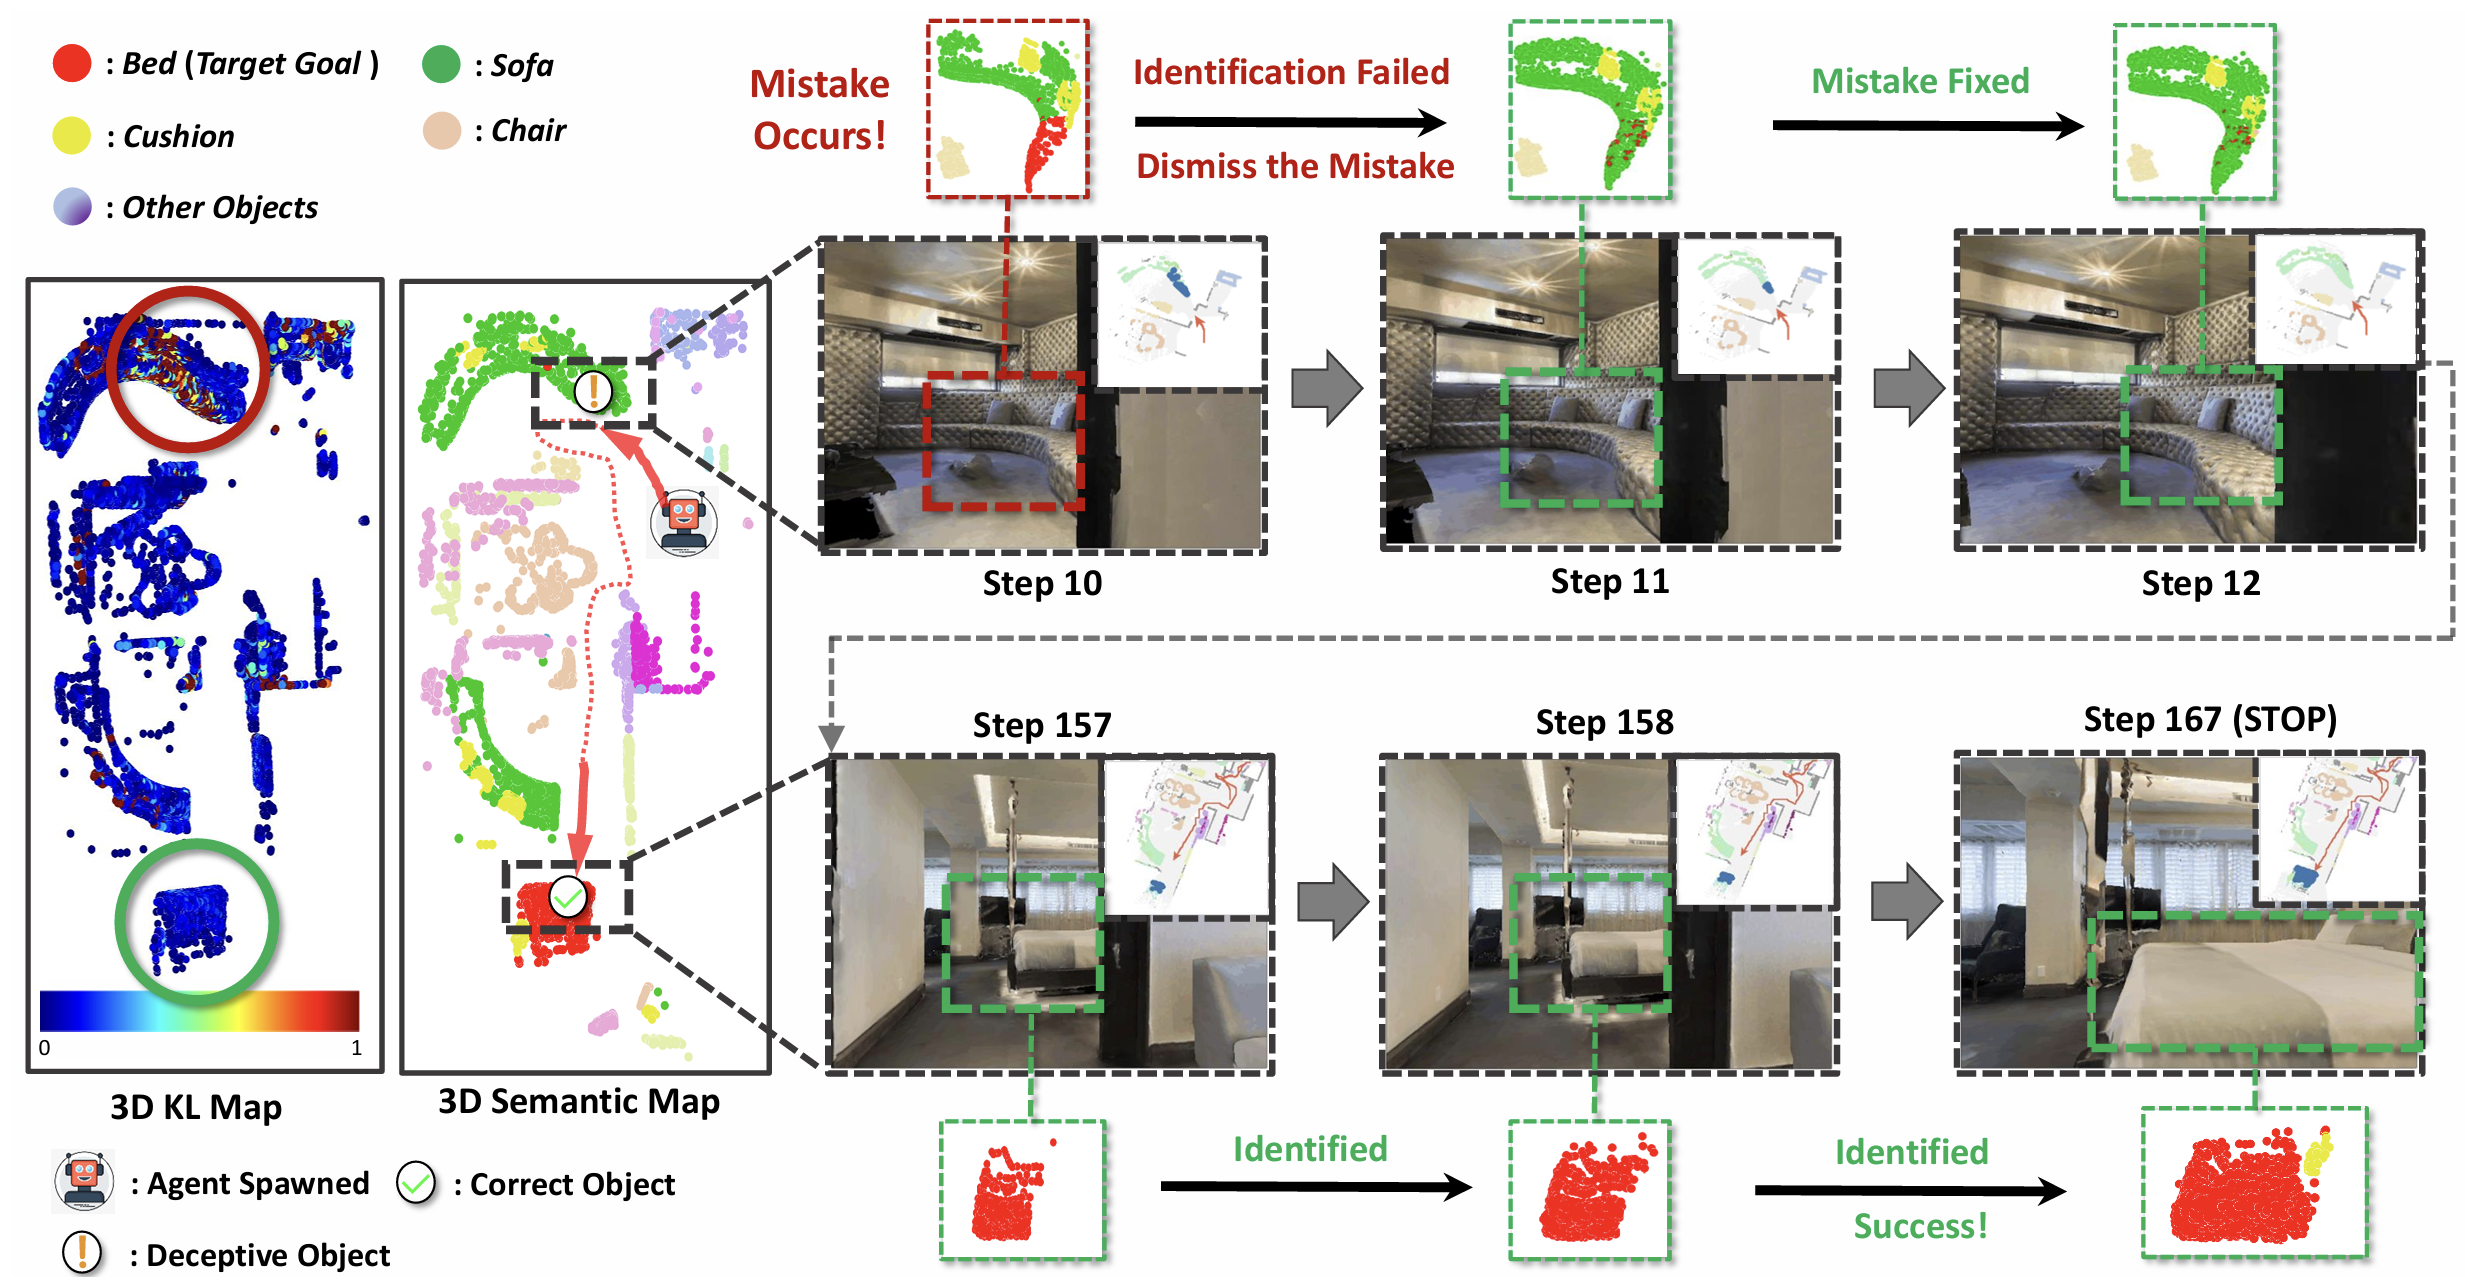 : Bed (Target Goal )
: Sofa
: Cushion
: Chair
: Other Objects
Mistake
Occurs!
Identification Failed
Dismiss the Mistake
Mistake Fixed
Step 10
Step 11
Step 12
Step 157
Step 158
Step 167 (STOP)
0
1
3D KL Map
3D Semantic Map
: Agent Spawned
: Correct Object
: Deceptive Object
Identified
Identified
Success!